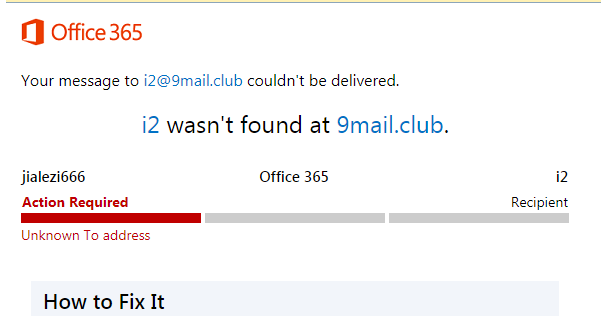 Office 365
Your message to i2@9mail.club couldn't be delivered.
i2 wasn't found at 9mail.club.
jialezi666 Office 365 i2
Action Required Recipient
Unknown To address
How to Fix It